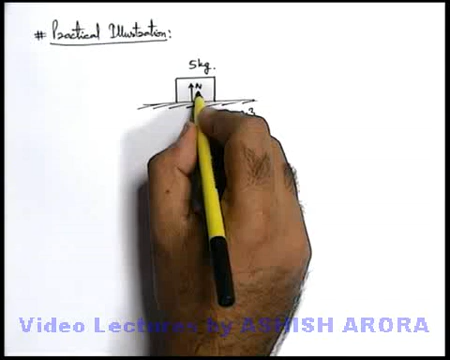 # Practical Illustration:
5kg.
N
Video Lectures by ASHISH ARORA